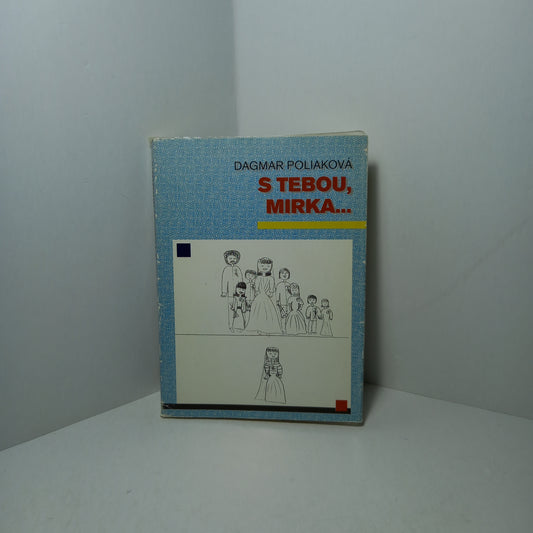 DAGMAR POLIAKOVÁ
S TEBOU,
MIRKA...